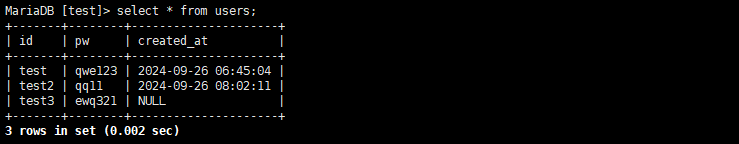 MariaDB [test]> select * from users;
+-------+--------+---------------------+
| id    | pw     | created_at          |
+-------+--------+---------------------+
| test  | qwe123 | 2024-09-26 06:45:04 |
| test2 | qq11   | 2024-09-26 08:02:11 |
| test3 | ewq321 | NULL                |
+-------+--------+---------------------+
3 rows in set (0.002 sec)